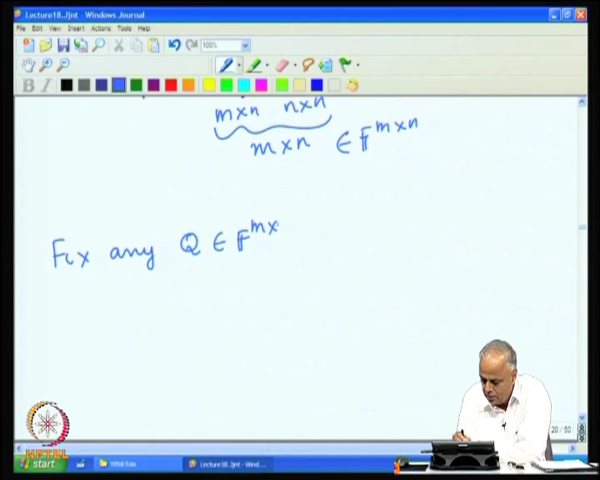 Lecture18.Jnt - Windows Journal
File Edit View Insert Actions Tools Help
100%
B I
m×n n×n
m×n ∈ F^{m×n}
Fix any Q ∈ F^{m×
20 / 50
NPTEL
start
Lecture18.Jnt - Wind...